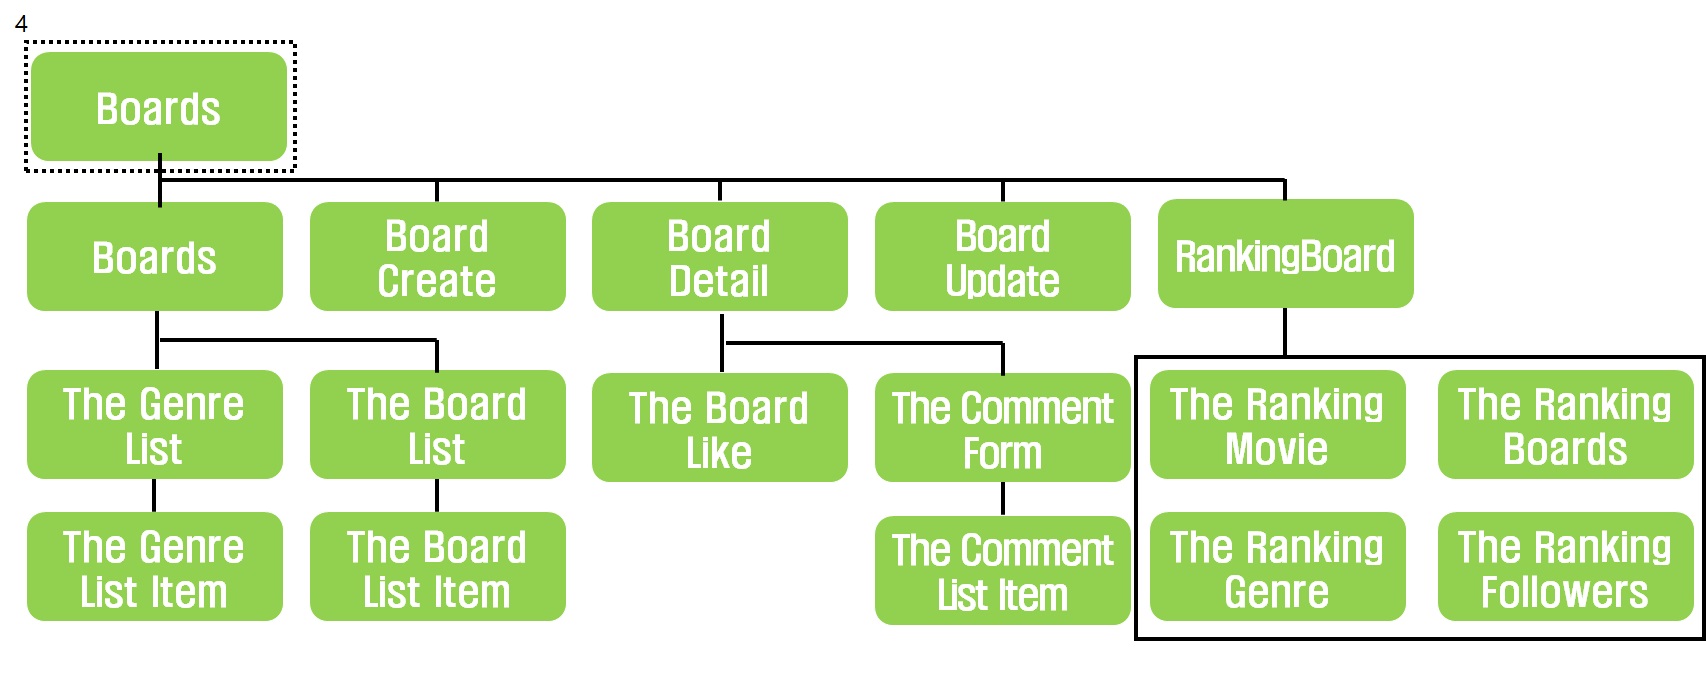 4
Boards
Boards
Board
Create
Board
Detail
Board
Update
RankingBoard
The Genre
List
The Board
List
The Board
Like
The Comment
Form
The Ranking
Movie
The Ranking
Boards
The Genre
List Item
The Board
List Item
The Comment
List Item
The Ranking
Genre
The Ranking
Followers